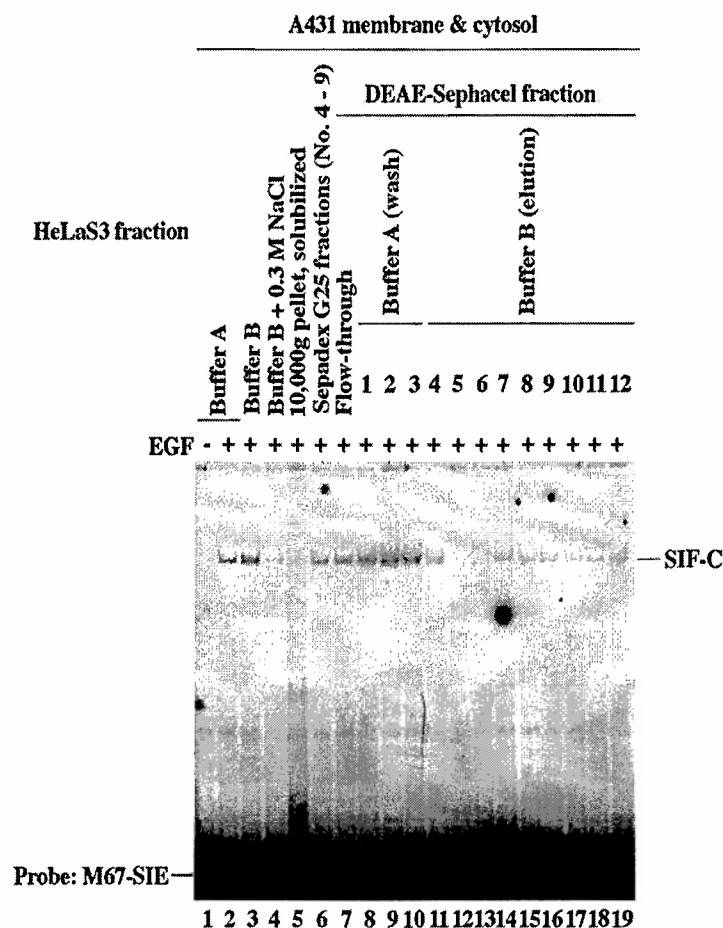 A431 membrane & cytosol
DEAE-Sephacel fraction
HeLaS3 fraction
Buffer A
Buffer B
Buffer B + 0.3 M NaCl
10,000g pellet, solubilized
Sepadex G25 fractions (No. 4 - 9)
Flow-through
Buffer A (wash)
Buffer B (elution)
1 2 3 4 5 6 7 8 9 10 11 12
EGF - + + + + + + + + + + + + + + + + + +
SIF-C
Probe: M67-SIE
1 2 3 4 5 6 7 8 9 10 11 12 13 14 15 16 17 18 19